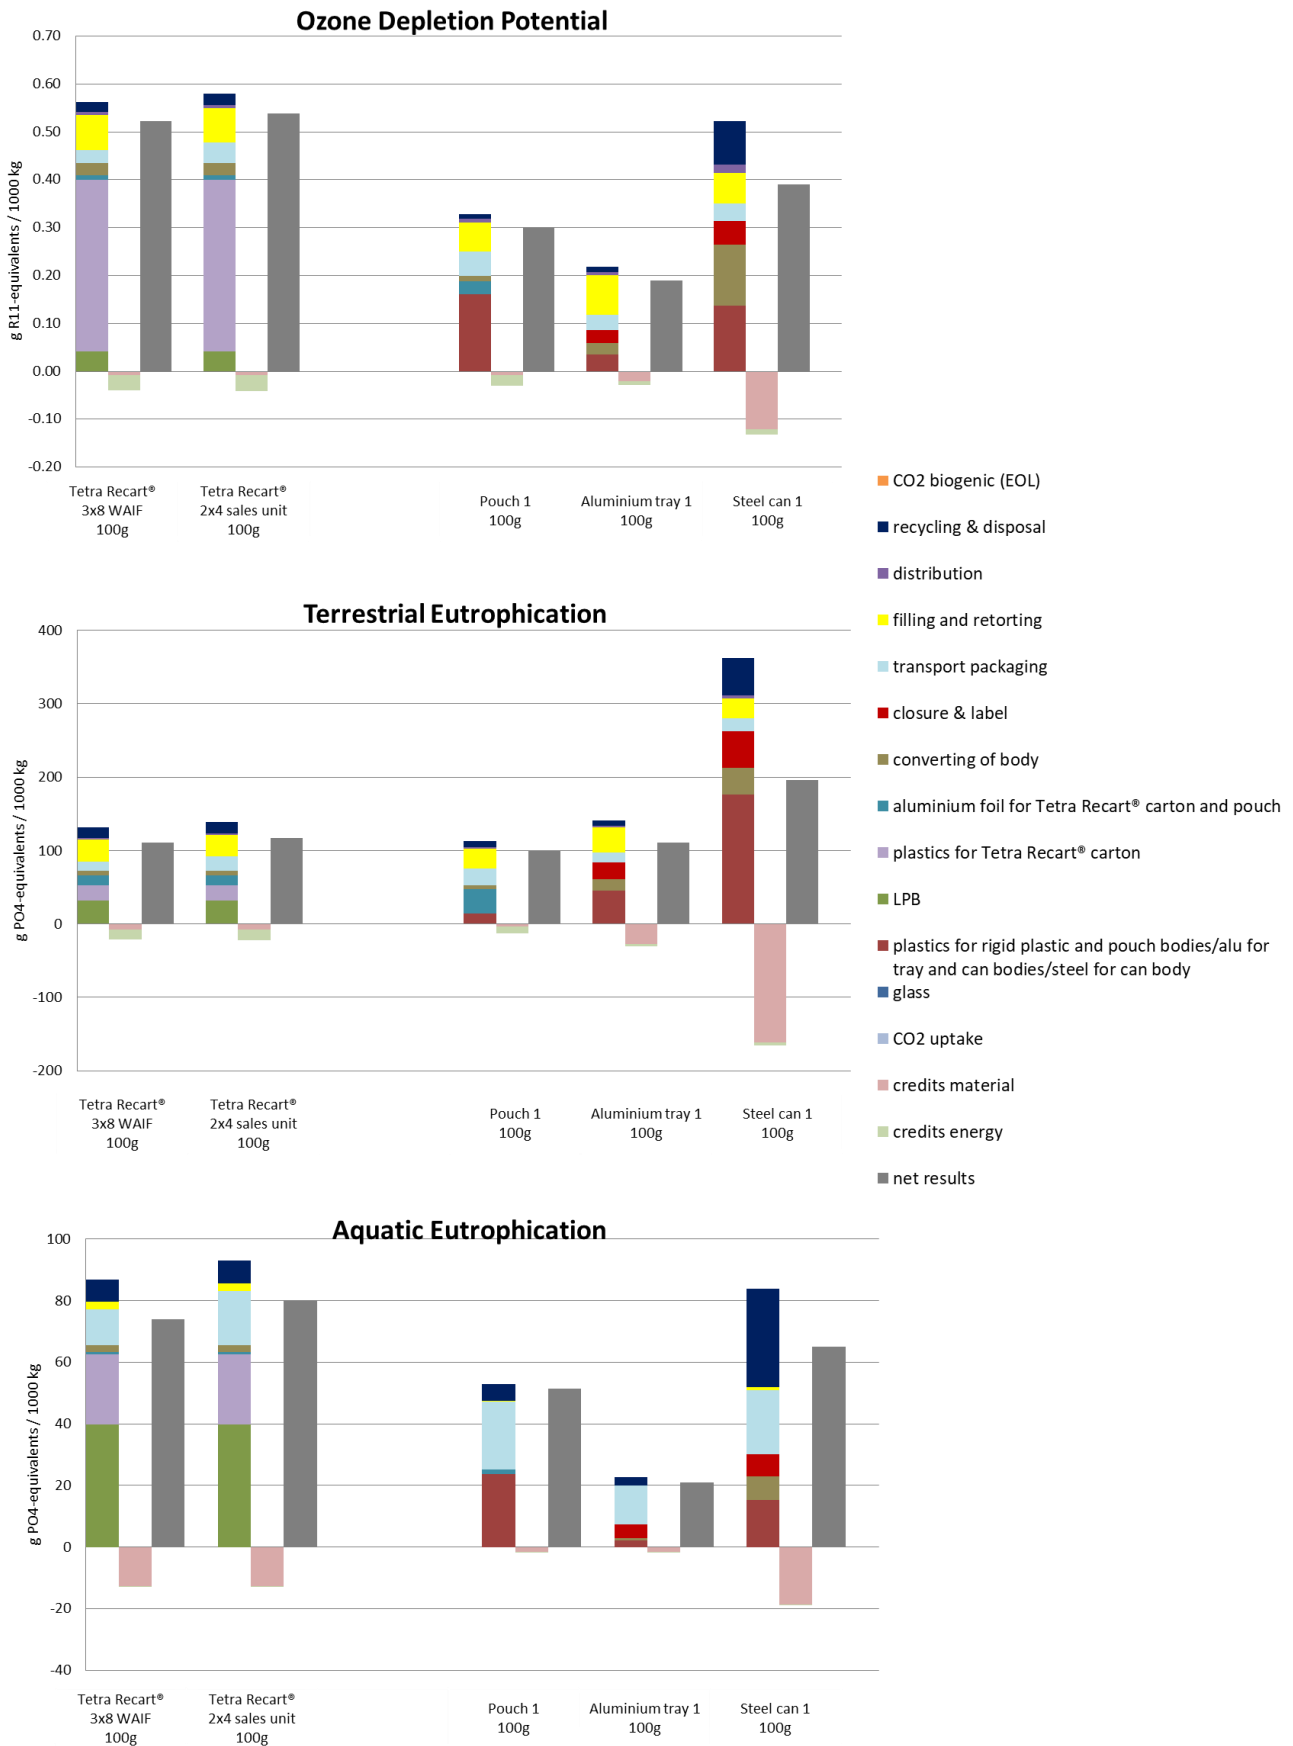 Ozone Depletion Potential
g R11-equivalents / 1000 kg
0.70
0.60
0.50
0.40
0.30
0.20
0.10
0.00
-0.10
-0.20
Tetra Recart®
3x8 WAIF
100g
Tetra Recart®
2x4 sales unit
100g
Pouch 1
100g
Aluminium tray 1
100g
Steel can 1
100g
CO2 biogenic (EOL)
recycling & disposal
distribution
filling and retorting
transport packaging
closure & label
converting of body
aluminium foil for Tetra Recart® carton and pouch
plastics for Tetra Recart® carton
LPB
plastics for rigid plastic and pouch bodies/alu for
tray and can bodies/steel for can body
glass
CO2 uptake
credits material
credits energy
net results
Terrestrial Eutrophication
g PO4-equivalents / 1000 kg
400
300
200
100
0
-100
-200
Tetra Recart®
3x8 WAIF
100g
Tetra Recart®
2x4 sales unit
100g
Pouch 1
100g
Aluminium tray 1
100g
Steel can 1
100g
Aquatic Eutrophication
g PO4-equivalents / 1000 kg
100
80
60
40
20
0
-20
-40
Tetra Recart®
3x8 WAIF
100g
Tetra Recart®
2x4 sales unit
100g
Pouch 1
100g
Aluminium tray 1
100g
Steel can 1
100g